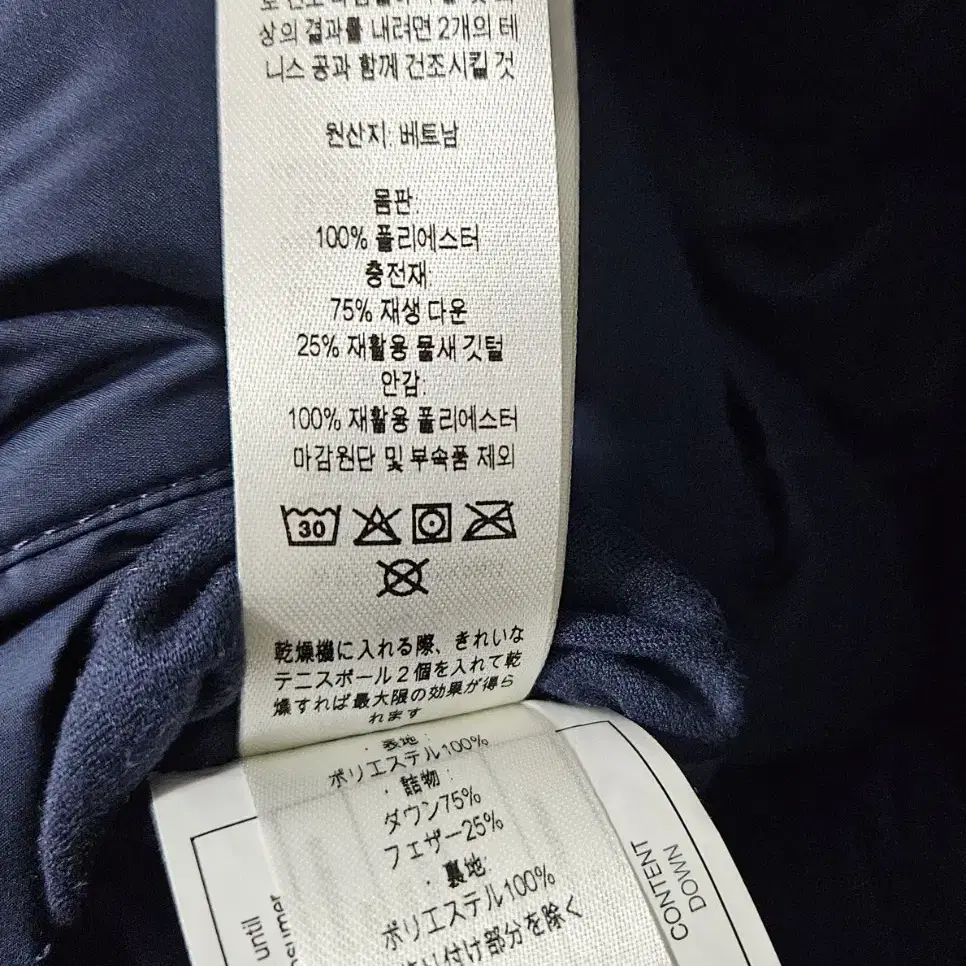 상의 결과를 내려면 2개의 테
니스 공과 함께 건조시킬 것
원산지: 베트남
몸판:
100% 폴리에스터
충전재:
75% 재생 다운
25% 재활용 물새 깃털
안감:
100% 재활용 폴리에스터
마감원단 및 부속품 제외
30
乾燥機に入れる際、きれいな
テニスボール2個を入れて乾
燥すれば最大限の効果が得ら
れます
・表地:
ポリエステル100%
・詰物:
ダウン75%
フェザー25%
・裏地:
ポリエステル100%
付け部分を除く
until
CONTENT
DOWN